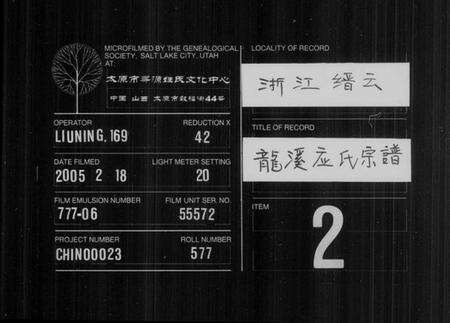 MICROFILMED BY THE GENEALOGICAL
SOCIETY, SALT LAKE CITY, UTAH
AT
太原市寻源姓氏文化中心
中国 山西 太原市
44号
OPERATOR
LIUNING.169
REDUCTION X
42
DATE FILMED
2005 2 18
LIGHT METER SETTING
20
FILM EMULSION NUMBER
777-06
FILM UNIT SER. NO.
55572
PROJECT NUMBER
CHIN00023
ROLL NUMBER
577
LOCALITY OF RECORD
浙江 缙云
TITLE OF RECORD
龍溪应氏宗譜
ITEM
2